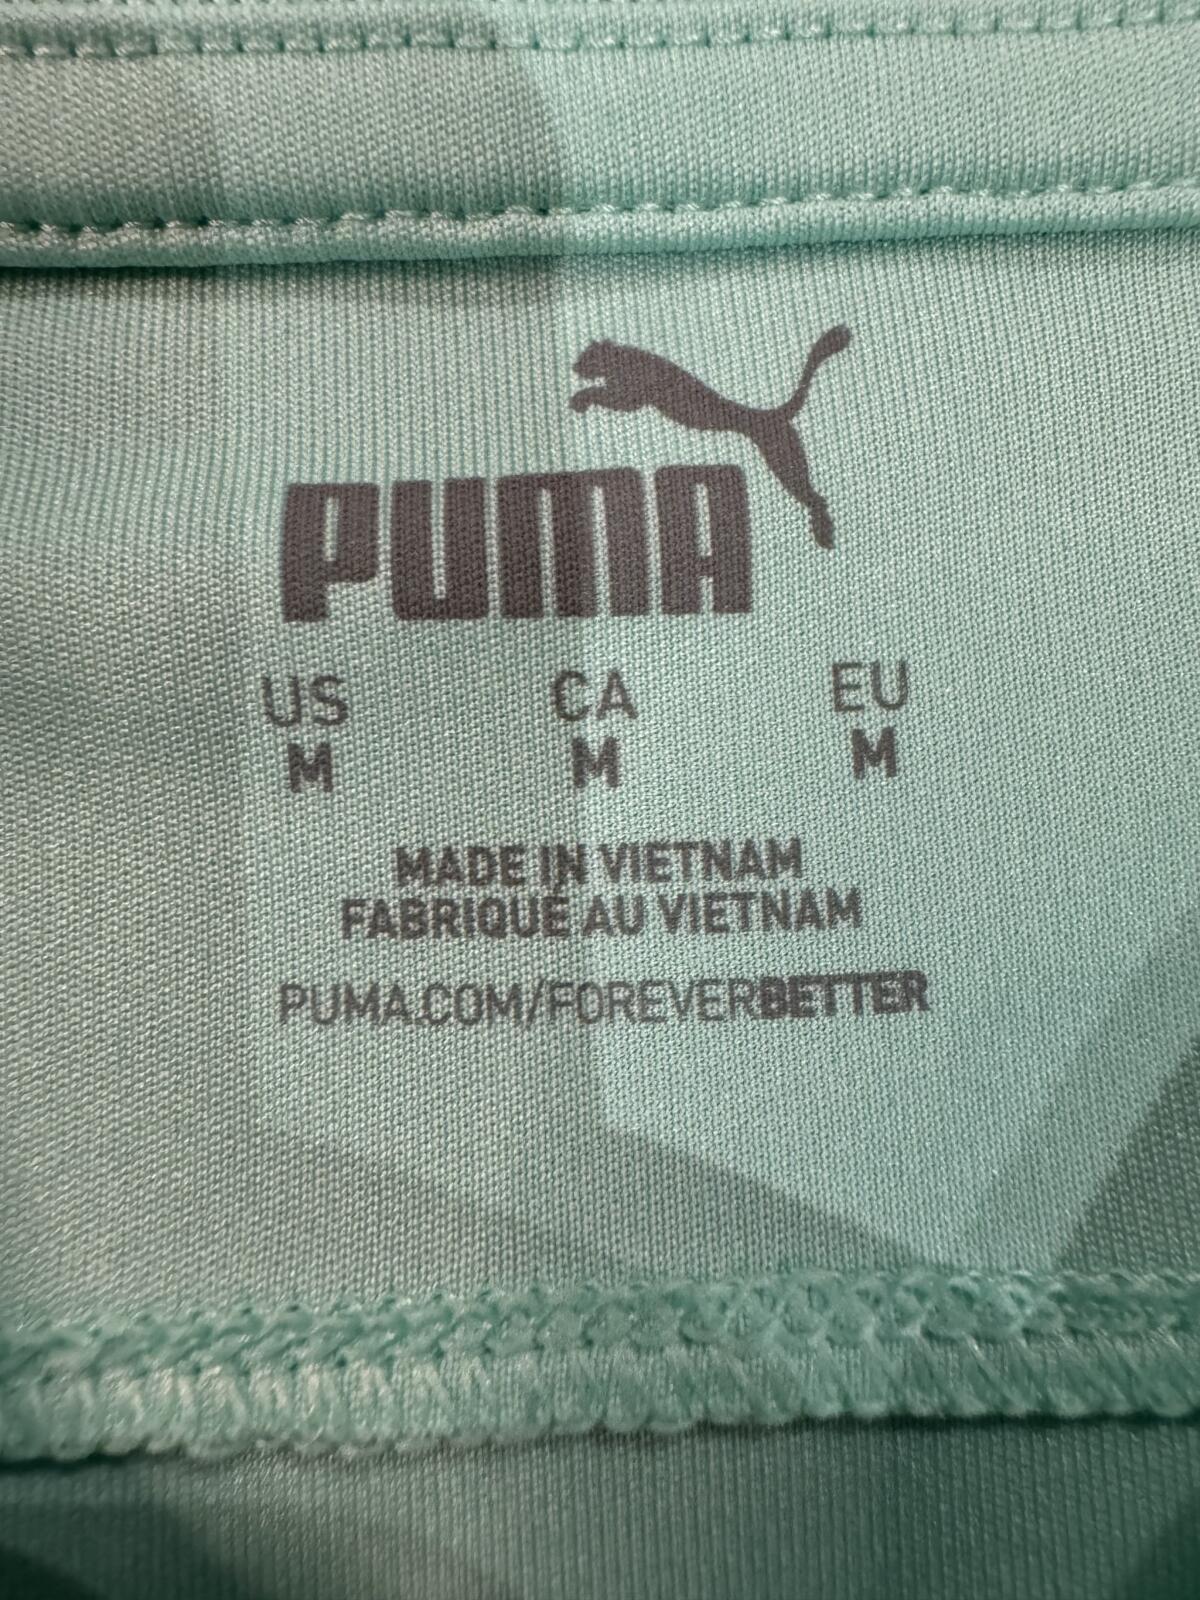 PUMA
US CA EU
M M M
MADE IN VIETNAM
FABRIQUÉ AU VIETNAM
PUMA.COM/FOREVERBETTER